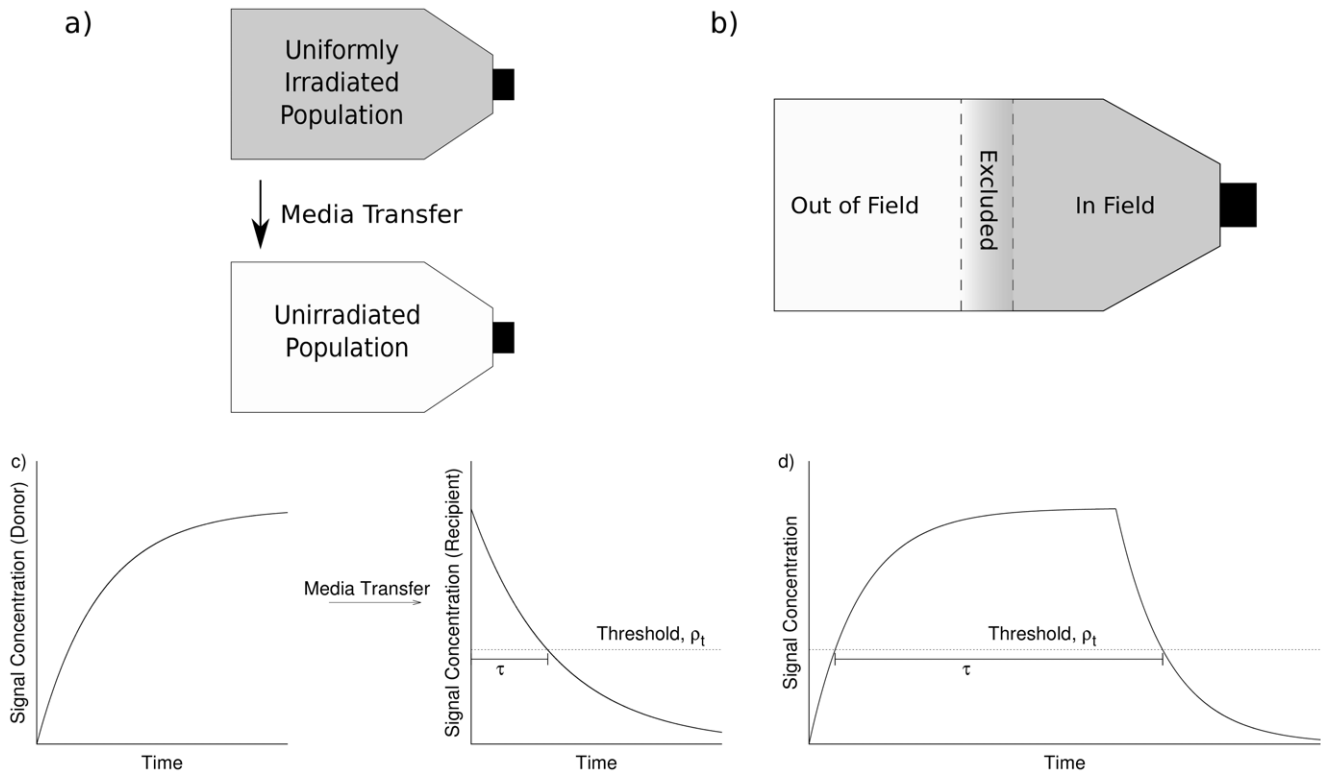 a)
Uniformly
Irradiated
Population
Media Transfer
Unirradiated
Population
b)
Out of Field
Excluded
In Field
c)
Signal Concentration (Donor)
Time
Media Transfer
Signal Concentration (Recipient)
Threshold, ρt
τ
Time
d)
Signal Concentration
Threshold, ρt
τ
Time